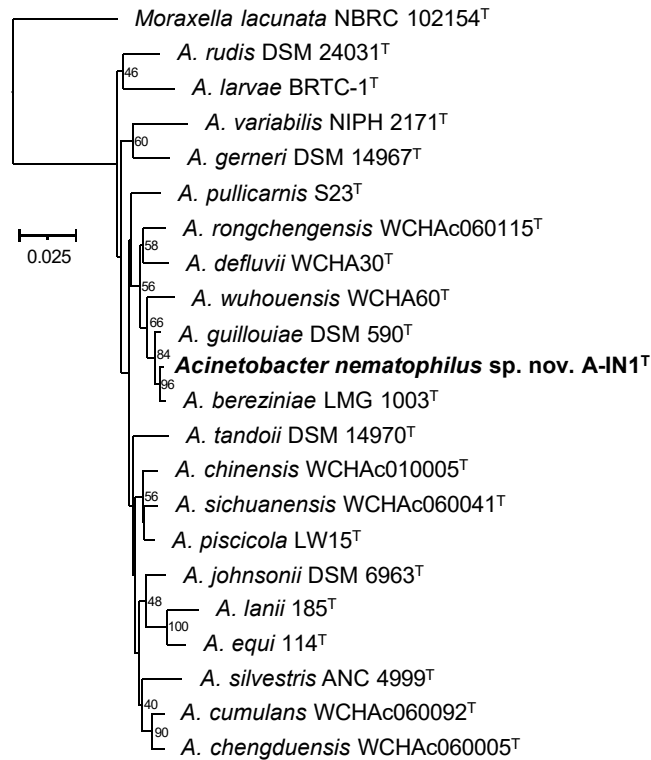 Moraxella lacunata NBRC 102154ᵀ
A. rudis DSM 24031ᵀ
46
A. larvae BRTC-1ᵀ
A. variabilis NIPH 2171ᵀ
60
A. gerneri DSM 14967ᵀ
A. pullicarnis S23ᵀ
A. rongchengensis WCHAc060115ᵀ
0.025
58
A. defluvii WCHA30ᵀ
56
A. wuhouensis WCHA60ᵀ
66
A. guillouiae DSM 590ᵀ
84
Acinetobacter nematophilus sp. nov. A-IN1ᵀ
96
A. bereziniae LMG 1003ᵀ
A. tandoii DSM 14970ᵀ
A. chinensis WCHAc010005ᵀ
56
A. sichuanensis WCHAc060041ᵀ
A. piscicola LW15ᵀ
A. johnsonii DSM 6963ᵀ
48
A. lanii 185ᵀ
100
A. equi 114ᵀ
A. silvestris ANC 4999ᵀ
40
A. cumulans WCHAc060092ᵀ
90
A. chengduensis WCHAc060005ᵀ